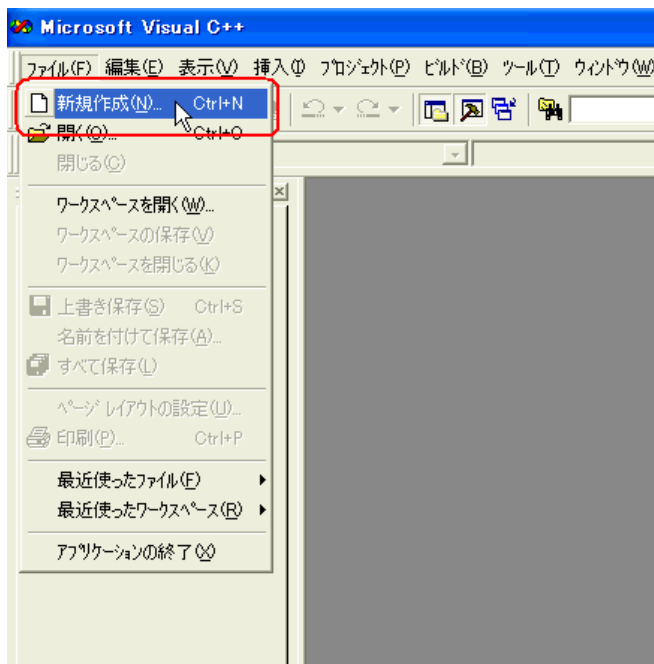 Microsoft Visual C++
ﾌｧｲﾙ(F) 編集(E) 表示(V) 挿入(I) ﾌﾟﾛｼﾞｪｸﾄ(P) ﾋﾞﾙﾄﾞ(B) ﾂｰﾙ(T) ｳｨﾝﾄﾞｳ(W
新規作成(N)... Ctrl+N
開く(O)... Ctrl+O
閉じる(C)
ﾜｰｸｽﾍﾟｰｽを開く(W)...
ﾜｰｸｽﾍﾟｰｽの保存(V)
ﾜｰｸｽﾍﾟｰｽを閉じる(K)
上書き保存(S) Ctrl+S
名前を付けて保存(A)...
すべて保存(L)
ﾍﾟｰｼﾞ ﾚｲｱｳﾄの設定(U)...
印刷(P)... Ctrl+P
最近使ったﾌｧｲﾙ(F)
最近使ったﾜｰｸｽﾍﾟｰｽ(R)
ｱﾌﾟﾘｹｰｼｮﾝの終了(X)